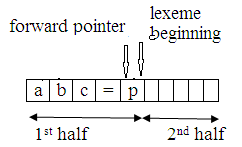 lexeme
forward pointer beginning
a b c = p
1st half 2nd half